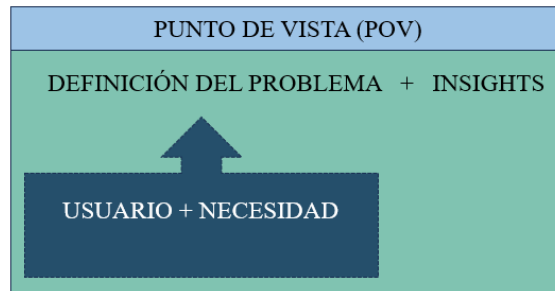 PUNTO DE VISTA (POV)
DEFINICIÓN DEL PROBLEMA + INSIGHTS
USUARIO + NECESIDAD